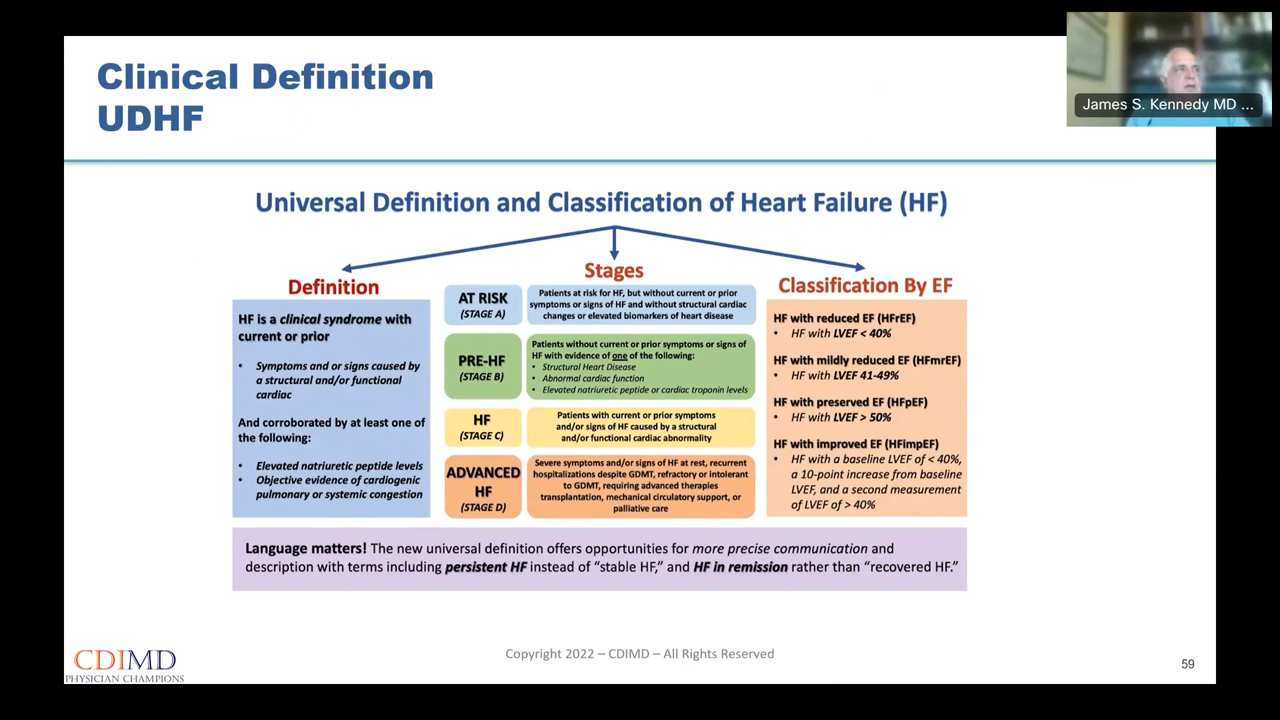 Clinical Definition
UDHF
James S. Kennedy MD ...
Universal Definition and Classification of Heart Failure (HF)
Definition
HF is a clinical syndrome with
current or prior
• Symptoms and or signs caused by
a structural and/or functional
cardiac
And corroborated by at least one of
the following:
• Elevated natriuretic peptide levels
• Objective evidence of cardiogenic
pulmonary or systemic congestion
Stages
AT RISK
(STAGE A)
Patients at risk for HF, but without current or prior
symptoms or signs of HF and without structural cardiac
changes or elevated biomarkers of heart disease
PRE-HF
(STAGE B)
Patients without current or prior symptoms or signs of
HF with evidence of one of the following:
• Structural Heart Disease
• Abnormal cardiac function
• Elevated natriuretic peptide or cardiac troponin levels
HF
(STAGE C)
Patients with current or prior symptoms
and/or signs of HF caused by a structural
and/or functional cardiac abnormality
ADVANCED
HF
(STAGE D)
Severe symptoms and/or signs of HF at rest, recurrent
hospitalizations despite GDMT, refractory or intolerant
to GDMT, requiring advanced therapies
transplantation, mechanical circulatory support, or
palliative care
Classification By EF
HF with reduced EF (HFrEF)
• HF with LVEF < 40%
HF with mildly reduced EF (HFmrEF)
• HF with LVEF 41-49%
HF with preserved EF (HFpEF)
• HF with LVEF > 50%
HF with improved EF (HFimpEF)
• HF with a baseline LVEF of < 40%,
a 10-point increase from baseline
LVEF, and a second measurement
of LVEF of > 40%
Language matters! The new universal definition offers opportunities for more precise communication and
description with terms including persistent HF instead of “stable HF,” and HF in remission rather than “recovered HF.”
CDIMD
PHYSICIAN CHAMPIONS
Copyright 2022 – CDIMD – All Rights Reserved
59